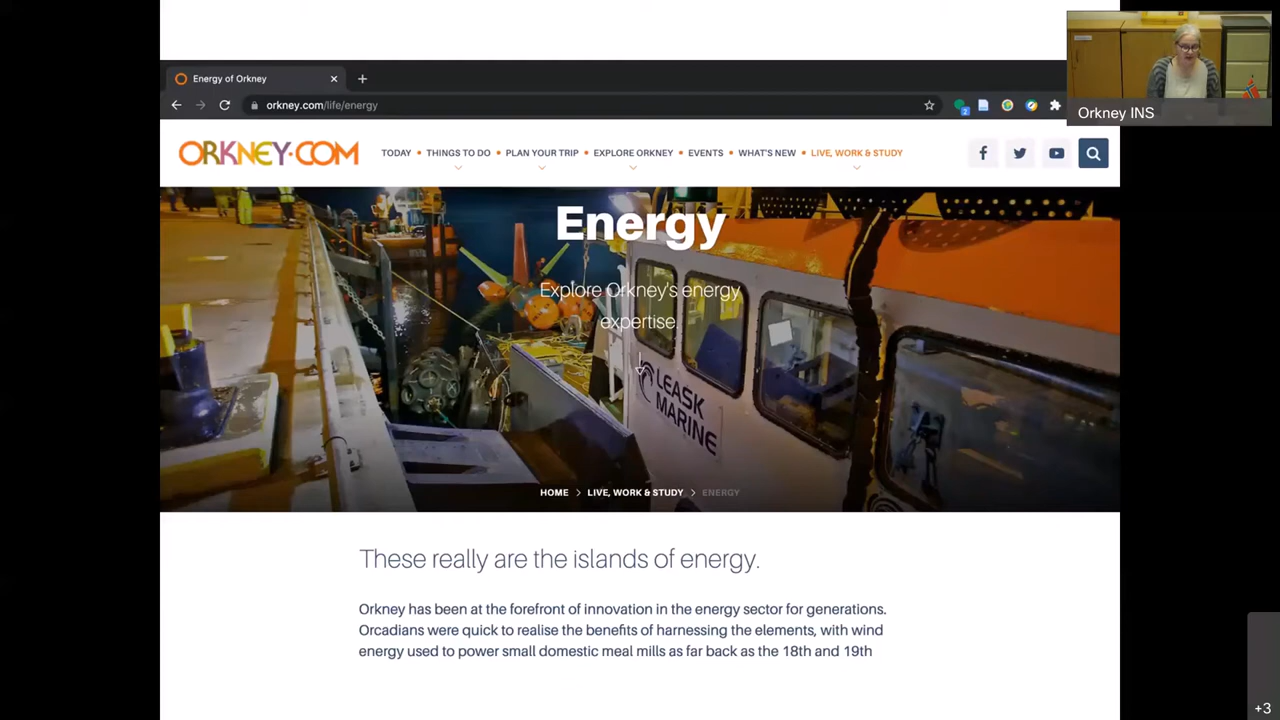 Energy of Orkney
orkney.com/life/energy
2
Orkney INS
ORKNEY.COM
TODAY • THINGS TO DO • PLAN YOUR TRIP • EXPLORE ORKNEY • EVENTS • WHAT'S NEW • LIVE, WORK & STUDY
Energy
Explore Orkney's energy
expertise.
LEASK
MARINE
HOME > LIVE, WORK & STUDY > ENERGY
These really are the islands of energy.
Orkney has been at the forefront of innovation in the energy sector for generations.
Orcadians were quick to realise the benefits of harnessing the elements, with wind
energy used to power small domestic meal mills as far back as the 18th and 19th
+3